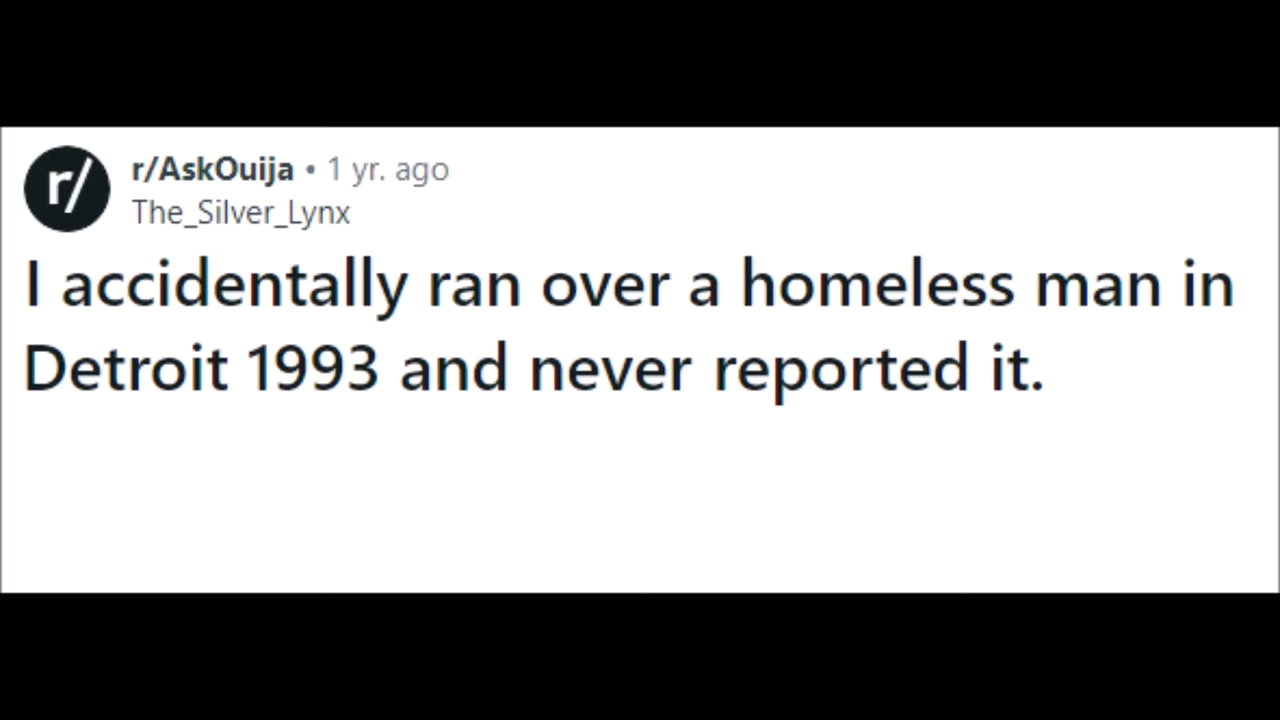 r/
r/AskOuija • 1 yr. ago
The_Silver_Lynx
I accidentally ran over a homeless man in
Detroit 1993 and never reported it.